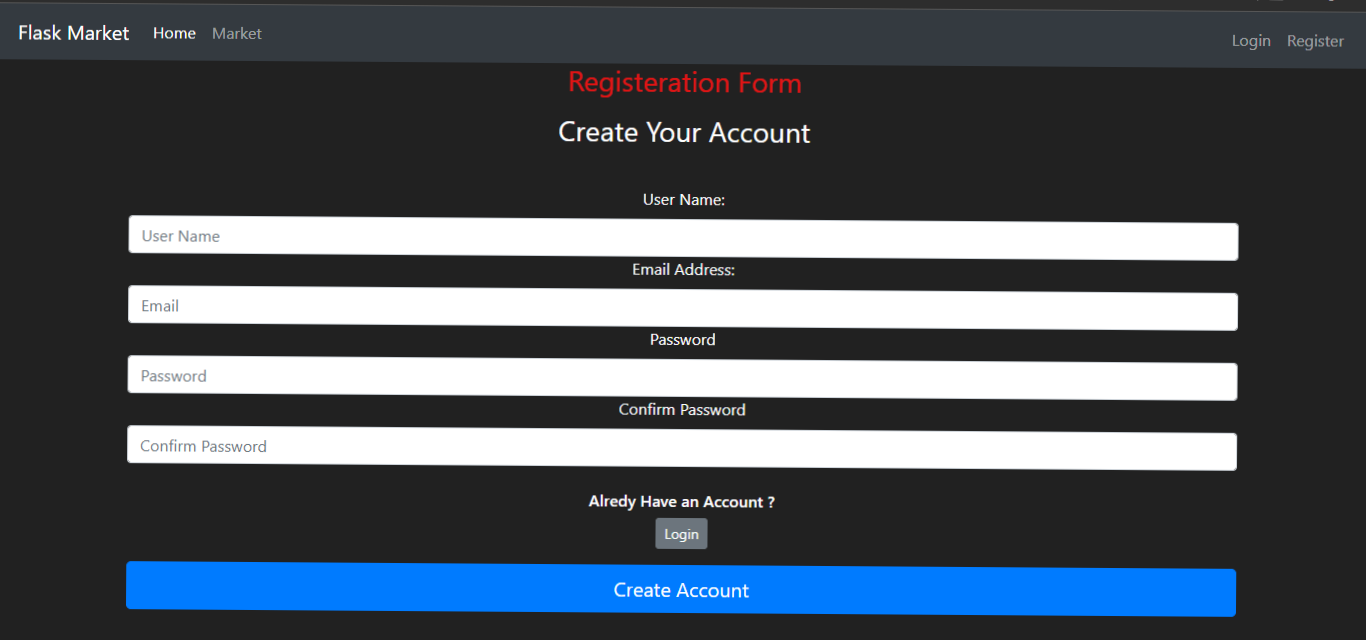 Flask Market Home Market Login Register
Registeration Form
Create Your Account
User Name:
User Name
Email Address:
Email
Password
Password
Confirm Password
Confirm Password
Alredy Have an Account ?
Login
Create Account